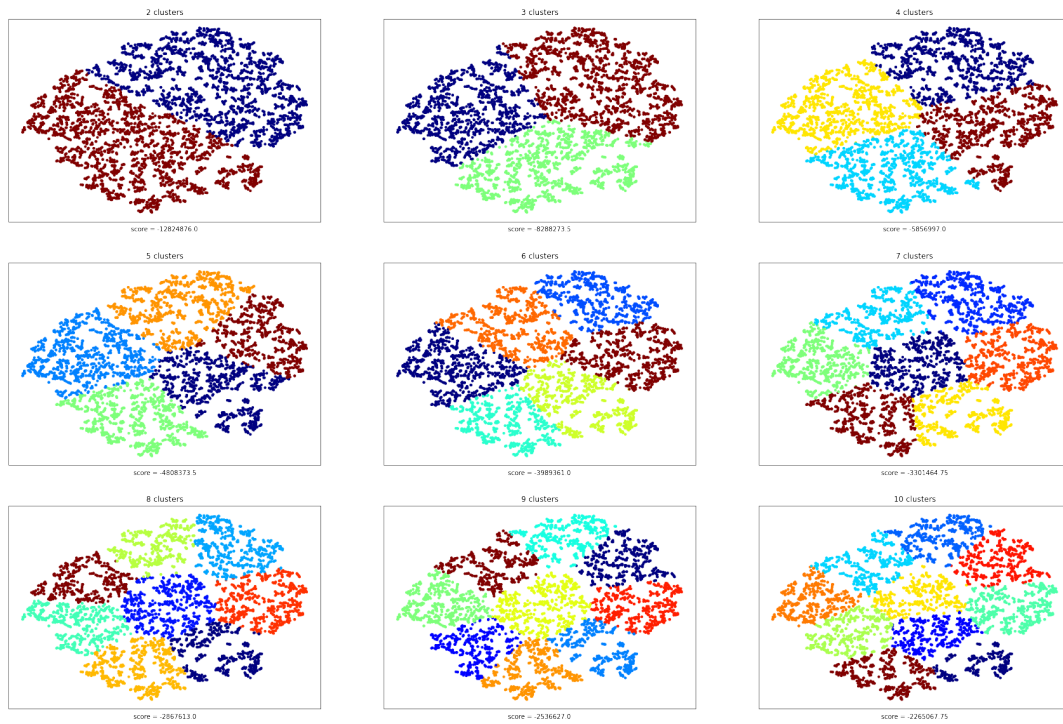 2 clusters
3 clusters
4 clusters
score = -12824876.0
score = -8288273.5
score = -5856997.0
5 clusters
6 clusters
7 clusters
score = -4808373.5
score = -3989361.0
score = -3301464.75
8 clusters
9 clusters
10 clusters
score = -2867613.0
score = -2536627.0
score = -2265067.75